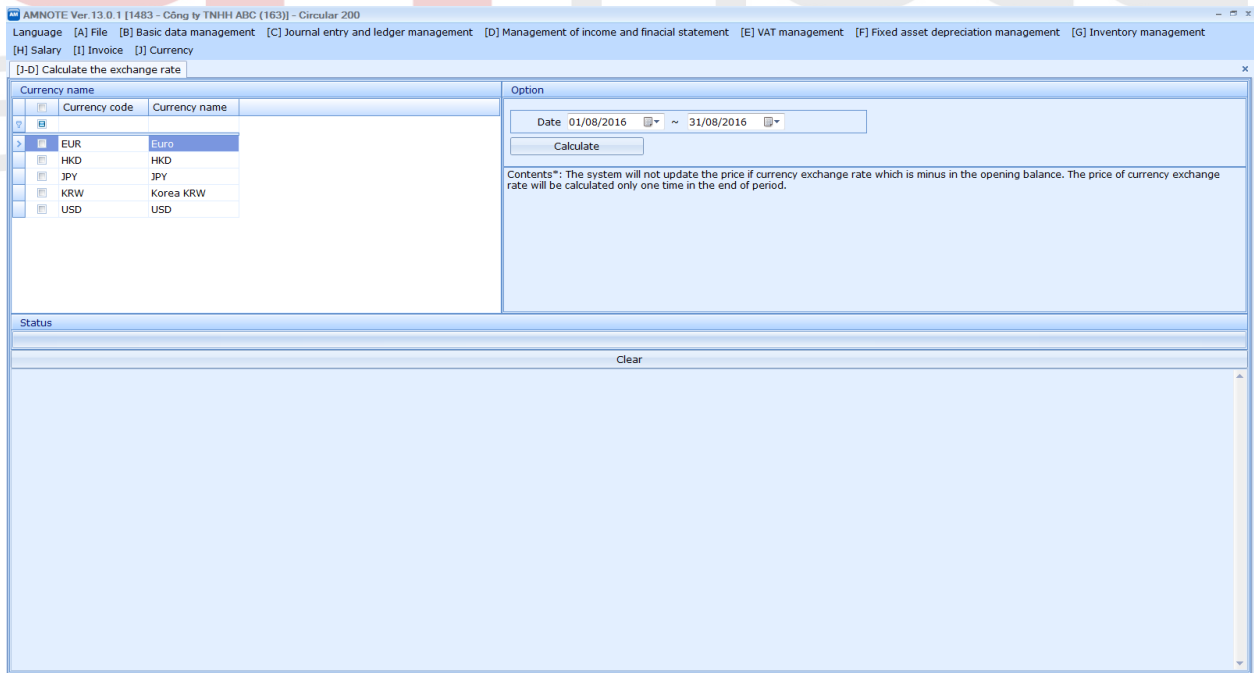 AM AMNOTE Ver.13.0.1 [1483 - Công ty TNHH ABC (163)] - Circular 200
Language [A] File [B] Basic data management [C] Journal entry and ledger management [D] Management of income and finacial statement [E] VAT management [F] Fixed asset depreciation management [G] Inventory management
[H] Salary [I] Invoice [J] Currency
[J-D] Calculate the exchange rate
Currency name
Currency code Currency name
EUR Euro
HKD HKD
JPY JPY
KRW Korea KRW
USD USD
Option
Date 01/08/2016 ~ 31/08/2016
Calculate
Contents*: The system will not update the price if currency exchange rate which is minus in the opening balance. The price of currency exchange
rate will be calculated only one time in the end of period.
Status
Clear